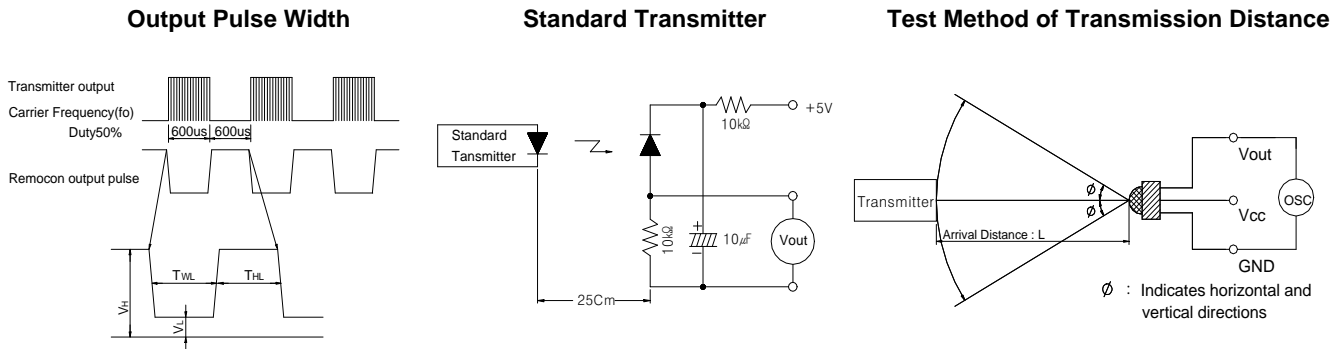 Output Pulse Width
Transmitter output
Carrier Frequency(fo)
Duty50%
600us 600us
Remocon output pulse
TWL THL
VH
VL
Standard Transmitter
Standard
Tansmitter
10kΩ
+5V
10kΩ
+
10㎌
Vout
25Cm
Test Method of Transmission Distance
Transmitter
ϕ
ϕ
Arrival Distance : L
Vout
Vcc
OSC
GND
ϕ : Indicates horizontal and
vertical directions